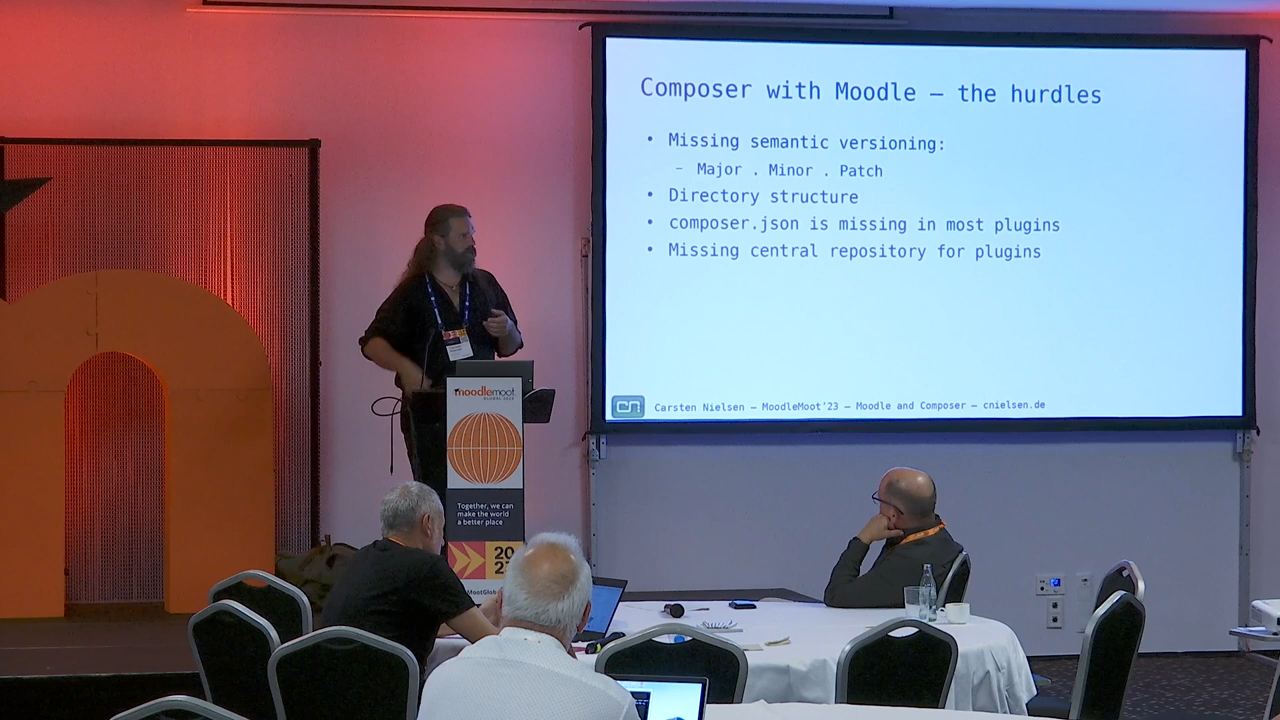 Composer with Moodle – the hurdles
• Missing semantic versioning:
– Major . Minor . Patch
• Directory structure
• composer.json is missing in most plugins
• Missing central repository for plugins
cn
Carsten Nielsen – MoodleMoot'23 – Moodle and Composer – cnielsen.de
moodlemoot
GLOBAL 2023
Together, we can
make the world
a better place
20
23